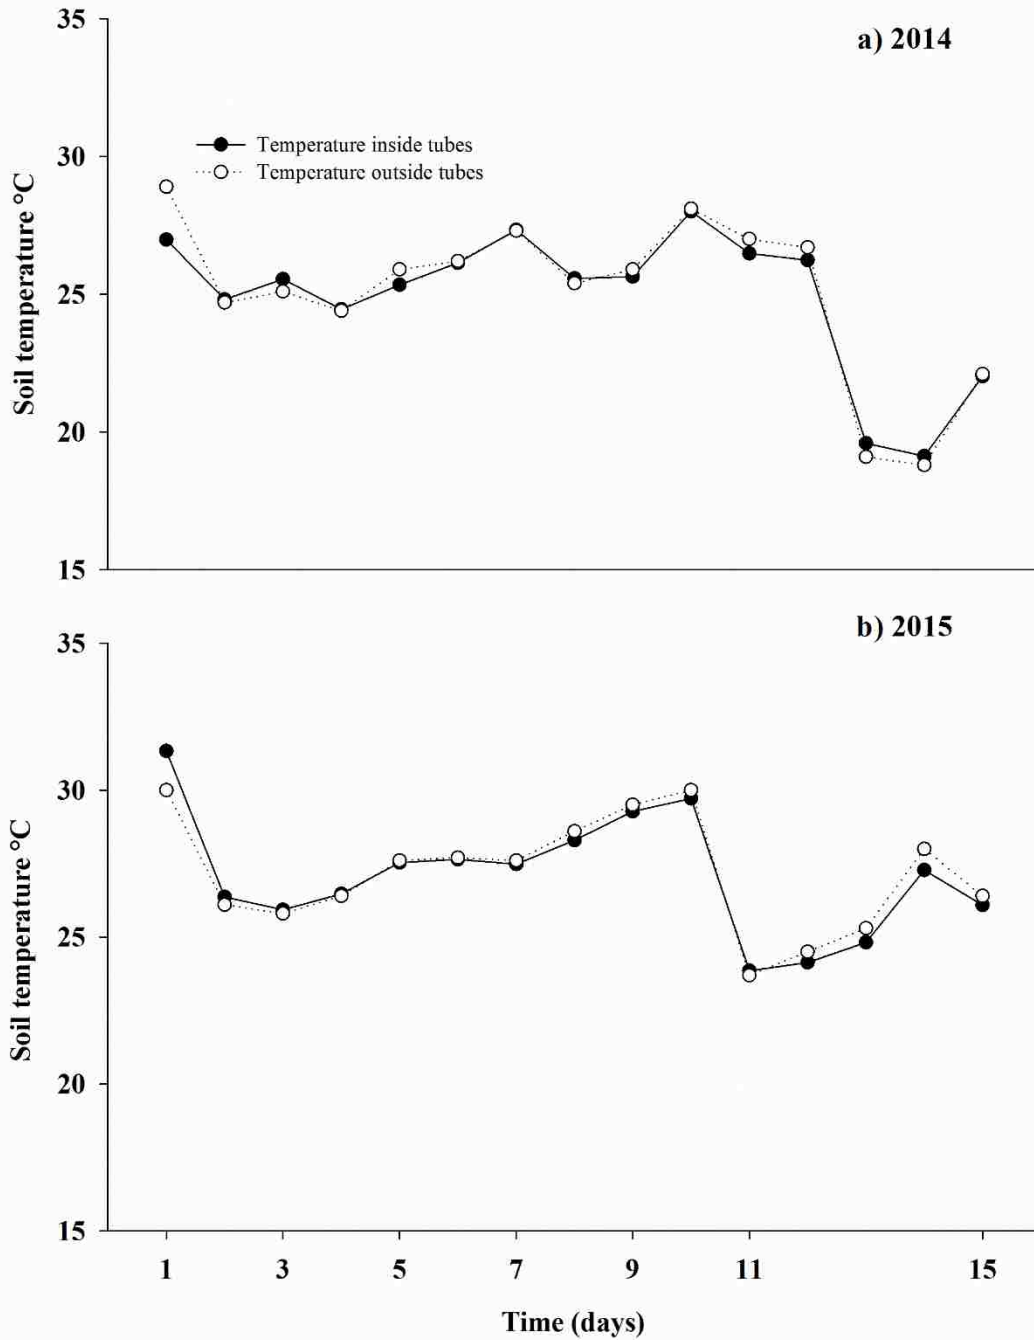 35
a) 2014
30
Temperature inside tubes
Temperature outside tubes
Soil temperature °C
25
20
15
b) 2015
35
30
Soil temperature °C
25
20
15
1 3 5 7 9 11 15
Time (days)